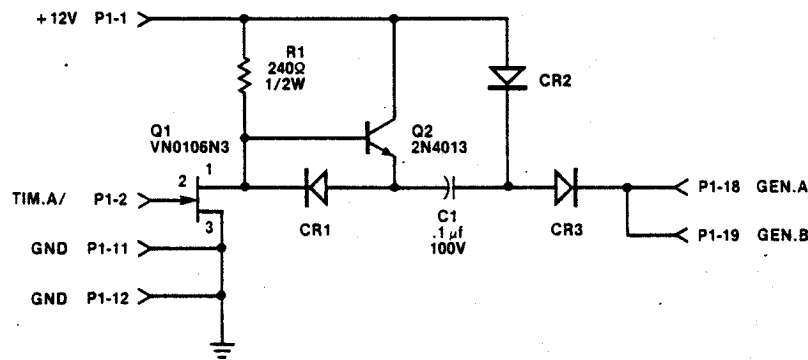 +12V P1-1
R1
240Ω
1/2W
CR2
Q1
VN0106N3
Q2
2N4013
1
2
3
TIM.A/ P1-2
CR1
C1
.1 µf
100V
CR3
P1-18 GEN.A
P1-19 GEN.B
GND P1-11
GND P1-12